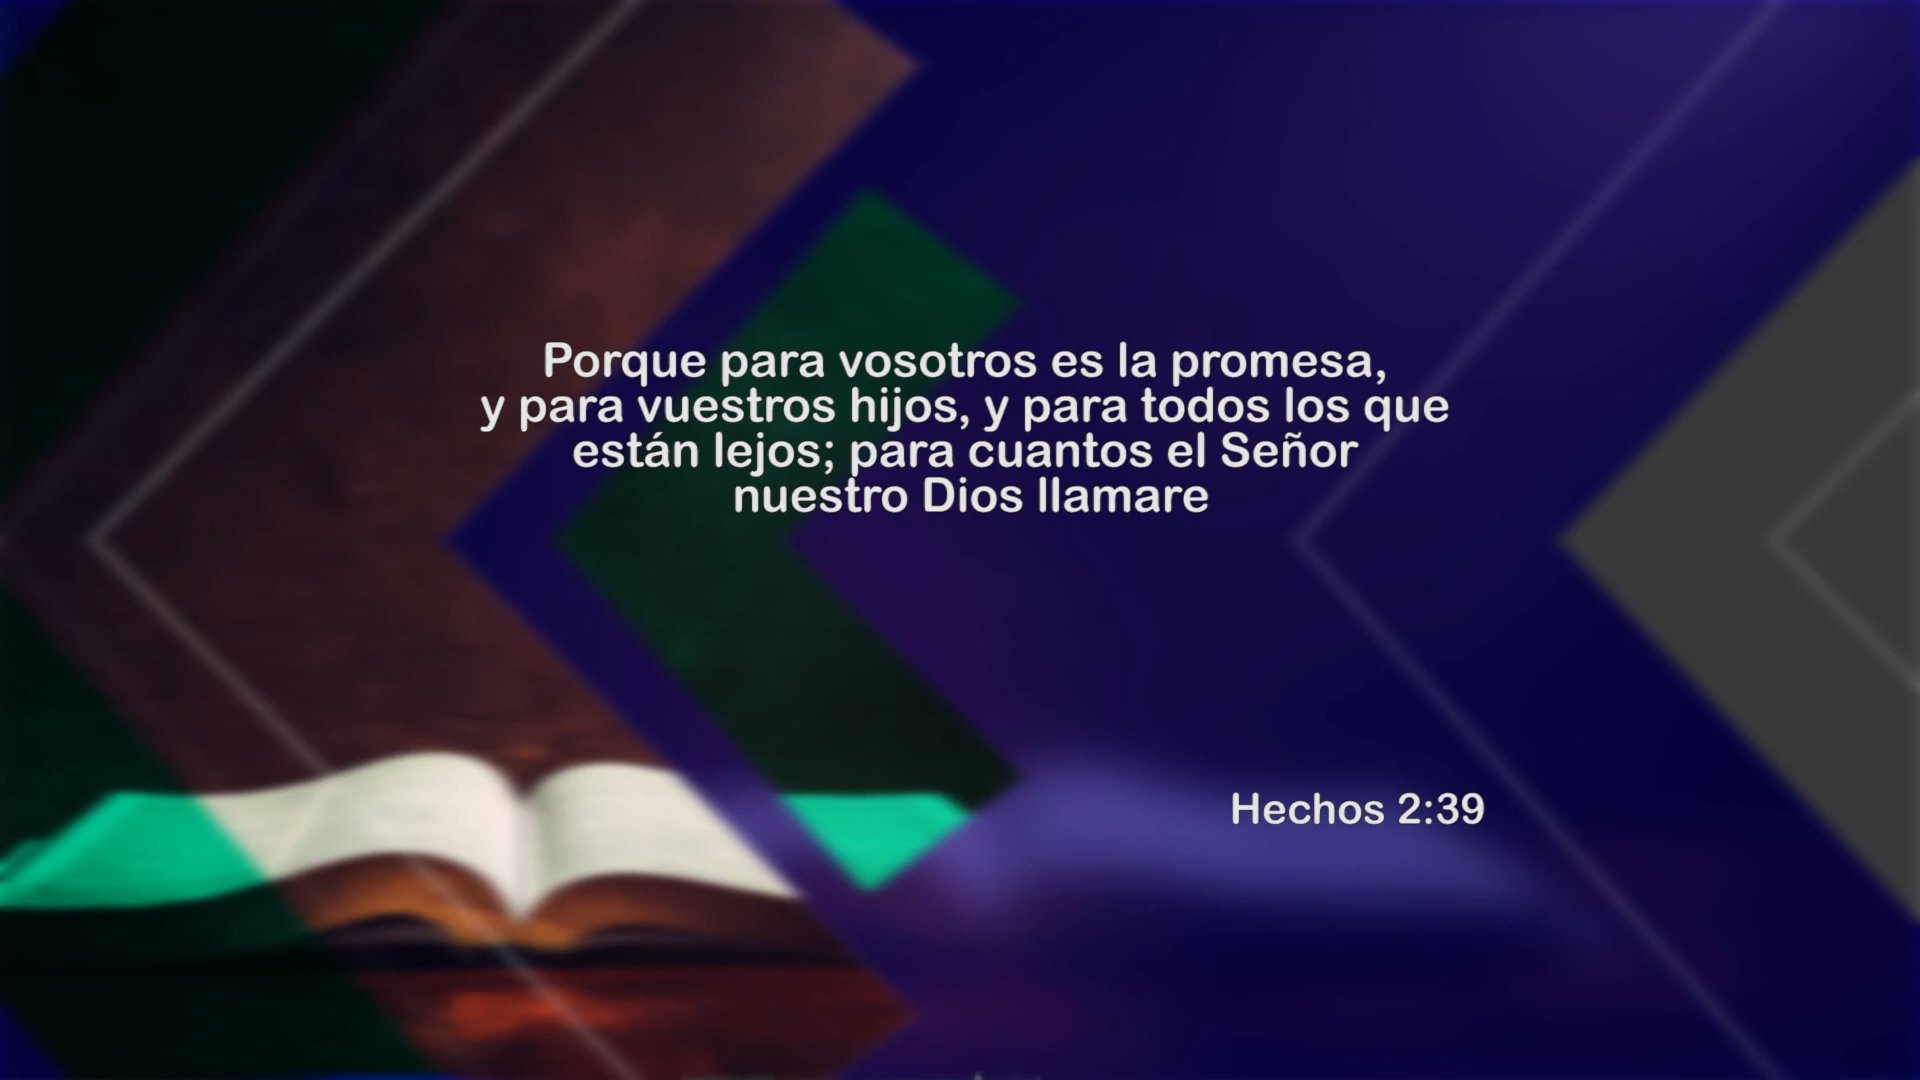 Porque para vosotros es la promesa,
y para vuestros hijos, y para todos los que
están lejos; para cuantos el Señor
nuestro Dios llamare
Hechos 2:39